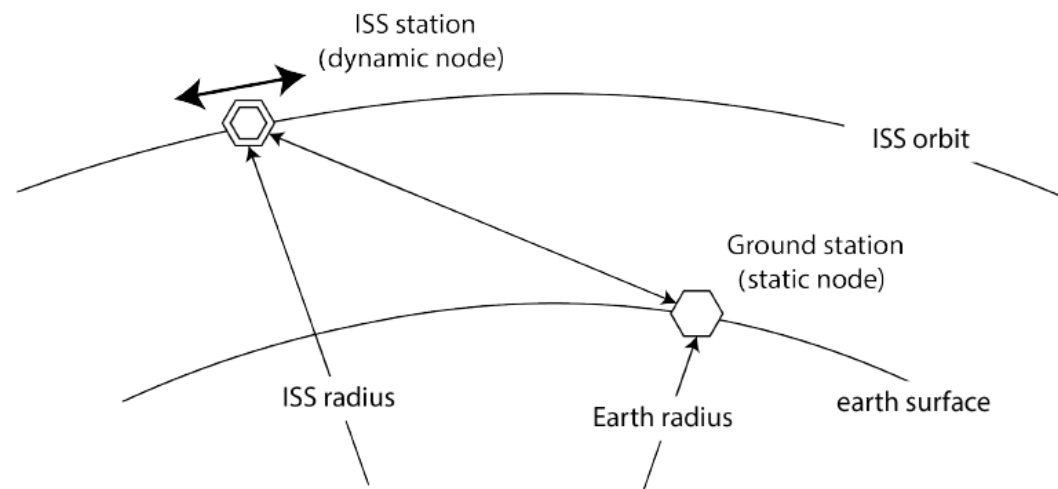 ISS station
(dynamic node)
ISS orbit
Ground station
(static node)
ISS radius
Earth radius
earth surface